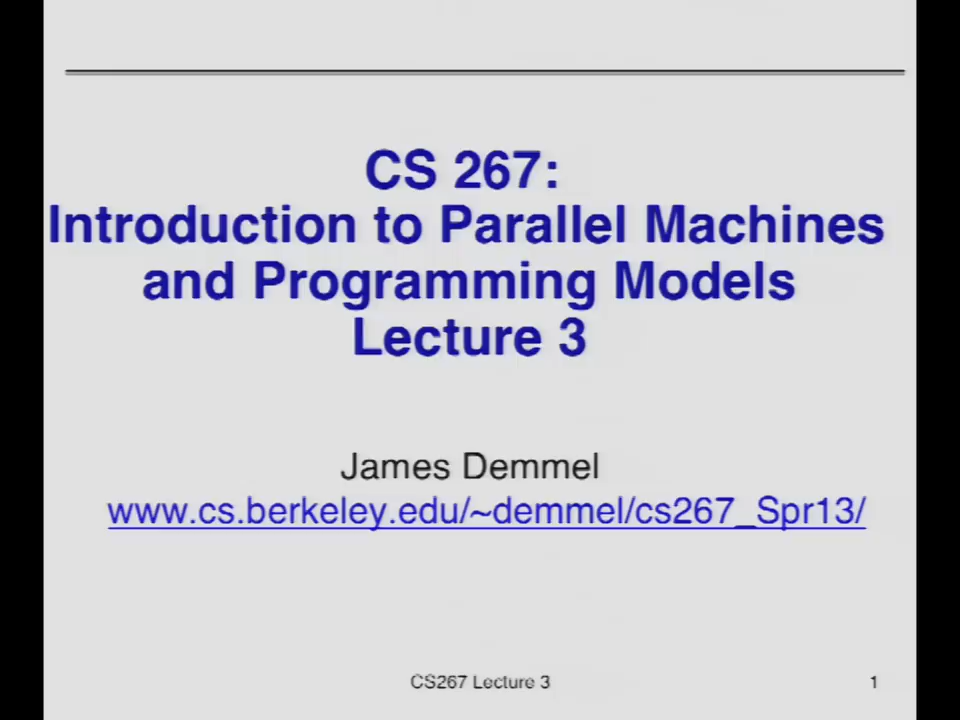 CS 267:
Introduction to Parallel Machines
and Programming Models
Lecture 3
James Demmel
www.cs.berkeley.edu/~demmel/cs267_Spr13/
CS267 Lecture 3
1